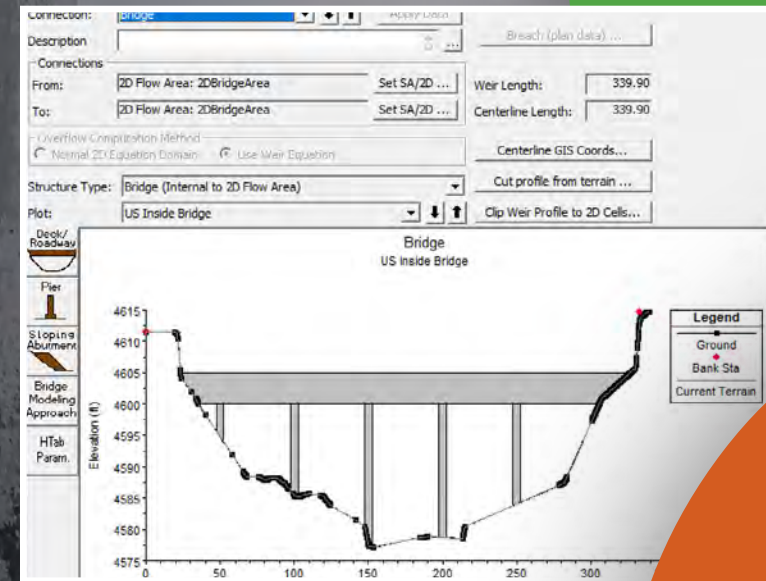 Connection: Bridge Apply Data
Description ... Breach (plan data) ...
Connections
From: 2D Flow Area: 2DBridgeArea Set SA/2D ... Weir Length: 339.90
To: 2D Flow Area: 2DBridgeArea Set SA/2D ... Centerline Length: 339.90
Overflow Computation Method
Normal 2D Equation Domain Use Weir Equation Centerline GIS Coords...
Structure Type: Bridge (Internal to 2D Flow Area) Cut profile from terrain ...
Plot: US Inside Bridge Clip Weir Profile to 2D Cells...
Deck/
Roadway
Pier
Sloping
Abutment
Bridge
Modeling
Approach
HTab
Param.
Bridge
US Inside Bridge
Elevation (ft)
4615
4610
4605
4600
4595
4590
4585
4580
4575
0 50 100 150 200 250 300
Legend
Ground
Bank Sta
Current Terrain